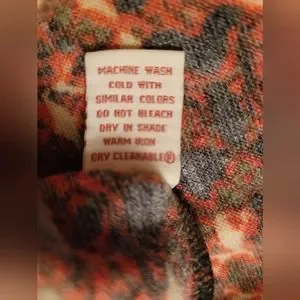 MACHINE WASH
COLD WITH
SIMILAR COLORS
DO NOT BLEACH
DRY IN SHADE
WARM IRON
DRY CLEANABLE Ⓟ